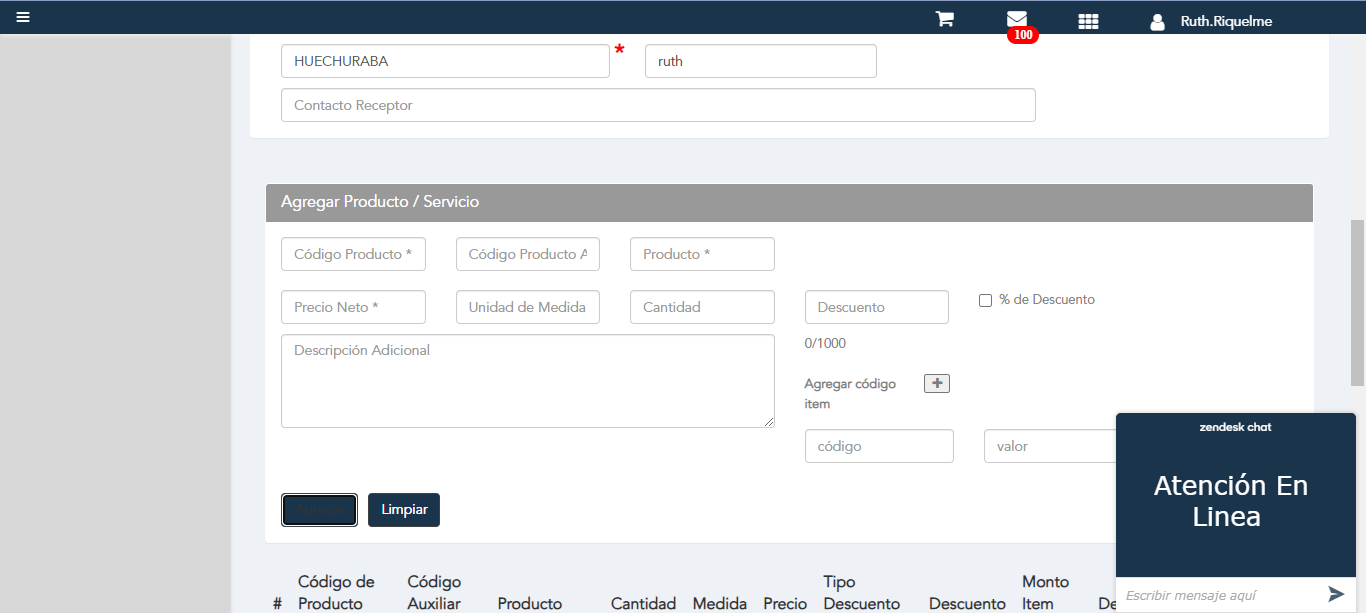 100
Ruth.Riquelme
HUECHURABA * ruth
Contacto Receptor
Agregar Producto / Servicio
Código Producto * Código Producto A Producto *
Precio Neto * Unidad de Medida Cantidad Descuento % de Descuento
Descripción Adicional
0/1000
Agregar código
item
código valor
Agregar Limpiar
zendesk chat
Atención En
Linea
Escribir mensaje aquí
# Código de Producto Código Auxiliar Producto Cantidad Medida Precio Tipo Descuento Descuento Monto Item De